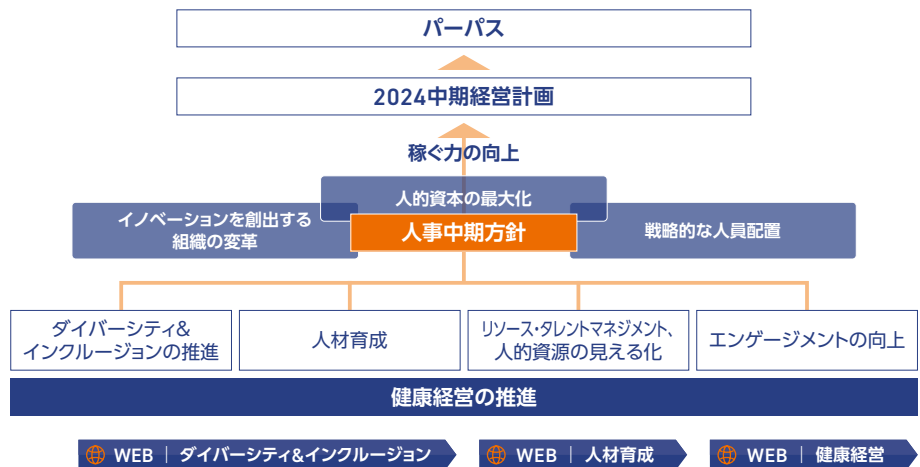 パーパス
2024中期経営計画
稼ぐ力の向上
人的資本の最大化
イノベーションを創出する
組織の変革
人事中期方針
戦略的な人員配置
ダイバーシティ&
インクルージョンの推進
人材育成
リソース・タレントマネジメント、
人的資源の見える化
エンゲージメントの向上
健康経営の推進
WEB | ダイバーシティ&インクルージョン
WEB | 人材育成
WEB | 健康経営